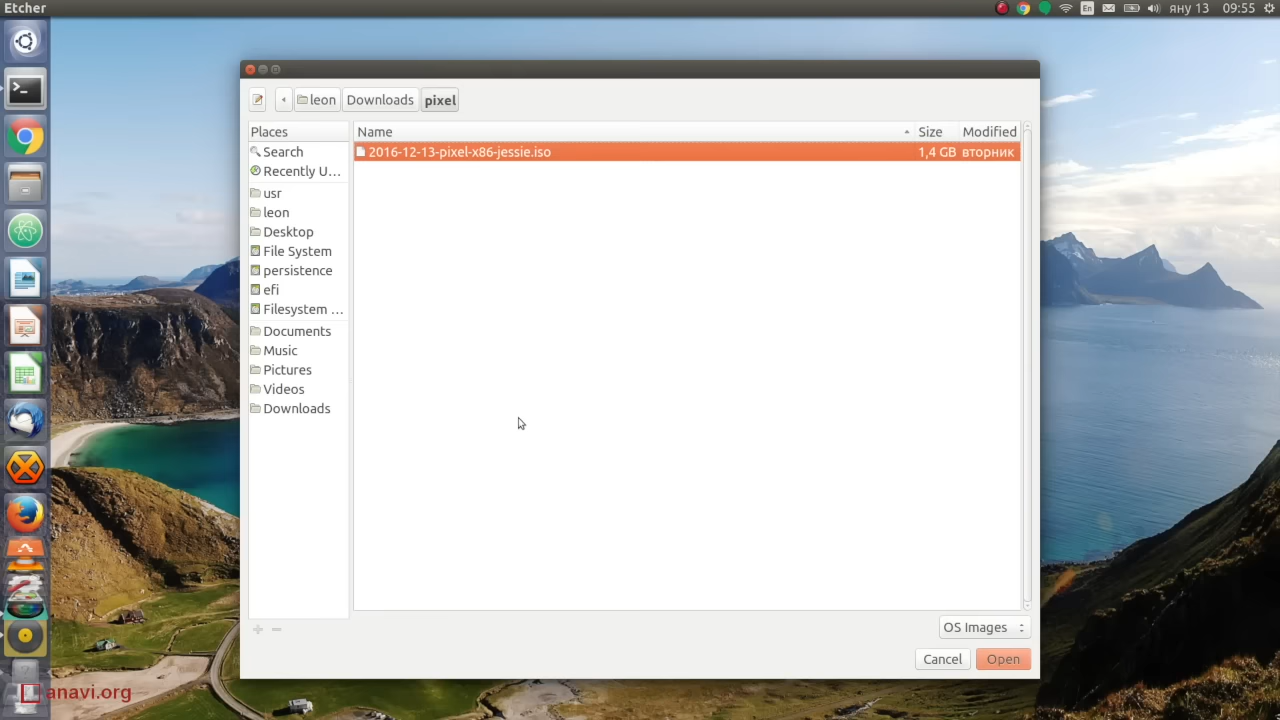 Etcher
En
яну 13 09:55
leon Downloads pixel
Places
Search
Recently U...
usr
leon
Desktop
File System
persistence
efi
Filesystem ...
Documents
Music
Pictures
Videos
Downloads
Name Size Modified
2016-12-13-pixel-x86-jessie.iso 1,4 GB вторник
OS Images
Cancel Open
anavi.org